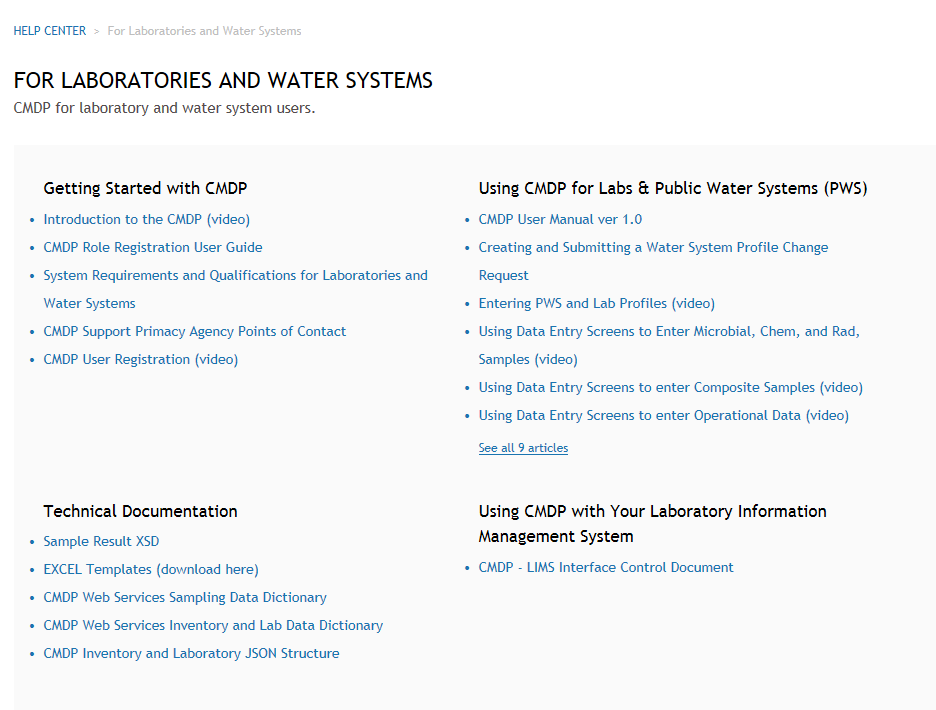 HELP CENTER > For Laboratories and Water Systems
FOR LABORATORIES AND WATER SYSTEMS
CMDP for laboratory and water system users.
Getting Started with CMDP
• Introduction to the CMDP (video)
• CMDP Role Registration User Guide
• System Requirements and Qualifications for Laboratories and
Water Systems
• CMDP Support Primacy Agency Points of Contact
• CMDP User Registration (video)
Using CMDP for Labs & Public Water Systems (PWS)
• CMDP User Manual ver 1.0
• Creating and Submitting a Water System Profile Change
Request
• Entering PWS and Lab Profiles (video)
• Using Data Entry Screens to Enter Microbial, Chem, and Rad,
Samples (video)
• Using Data Entry Screens to enter Composite Samples (video)
• Using Data Entry Screens to enter Operational Data (video)
See all 9 articles
Technical Documentation
• Sample Result XSD
• EXCEL Templates (download here)
• CMDP Web Services Sampling Data Dictionary
• CMDP Web Services Inventory and Lab Data Dictionary
• CMDP Inventory and Laboratory JSON Structure
Using CMDP with Your Laboratory Information
Management System
• CMDP - LIMS Interface Control Document